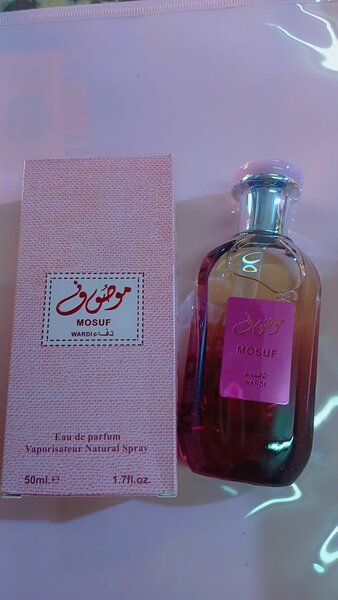 موصوف
MOSUF
WARDI دفء
Eau de parfum
Vaporisateur Natural Spray
50ml.e 1.7fl.oz.
موصوف
MOSUF
دفء
WARDI